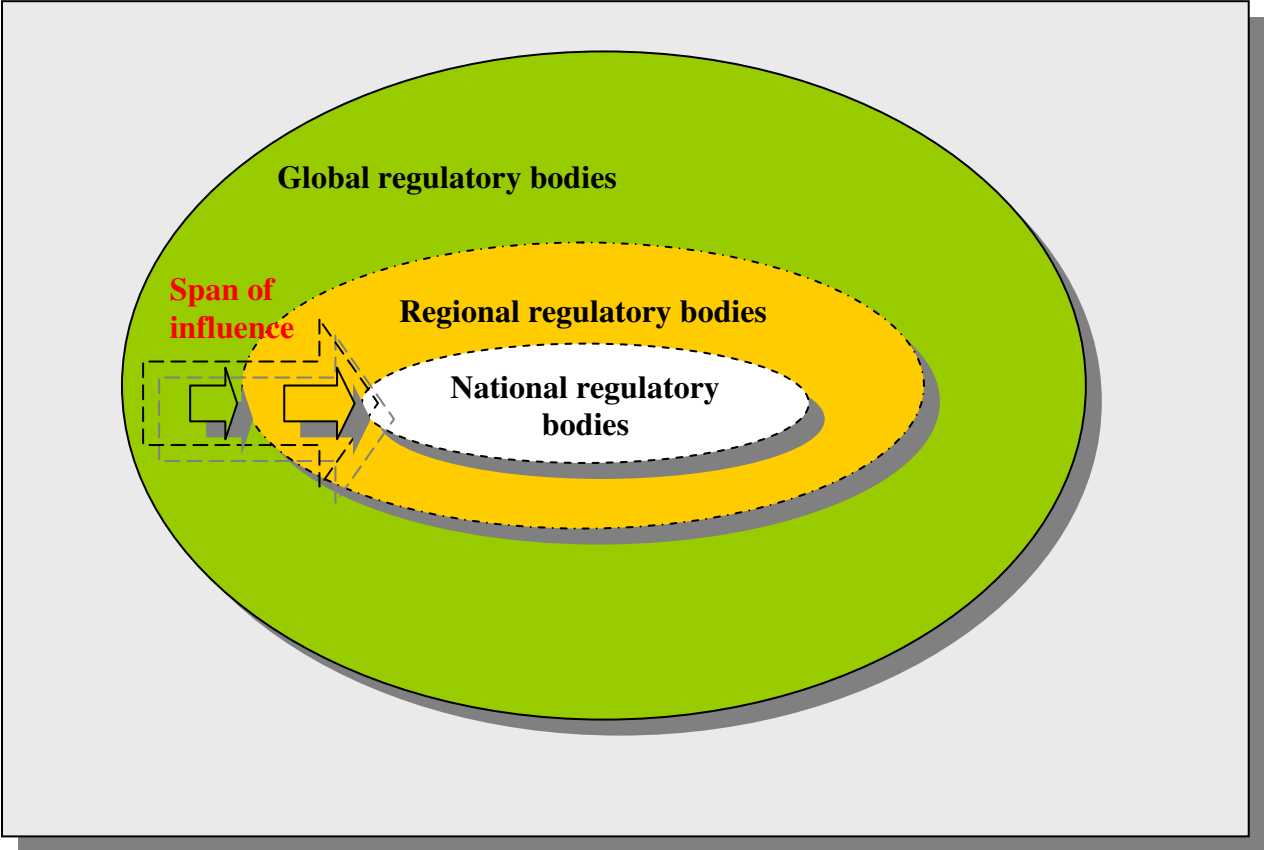 Global regulatory bodies
Span of
influence
Regional regulatory bodies
National regulatory
bodies